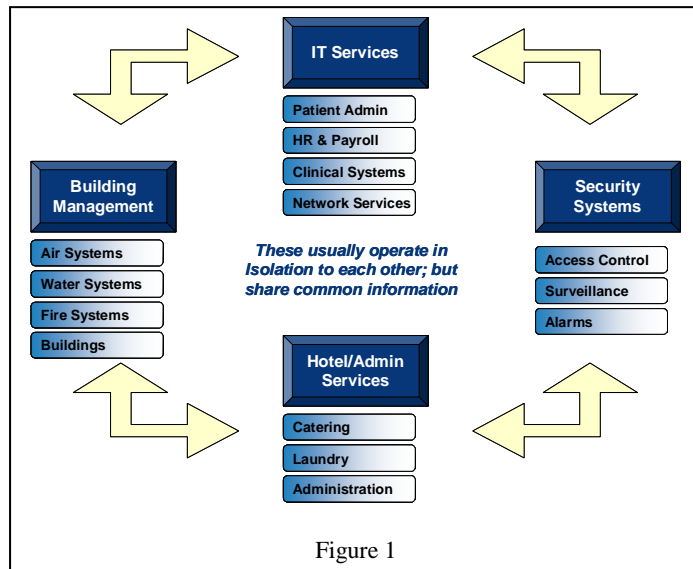 IT Services
Patient Admin
HR & Payroll
Clinical Systems
Network Services
Building
Management
Air Systems
Water Systems
Fire Systems
Buildings
These usually operate in
Isolation to each other; but
share common information
Security
Systems
Access Control
Surveillance
Alarms
Hotel/Admin
Services
Catering
Laundry
Administration
Figure 1